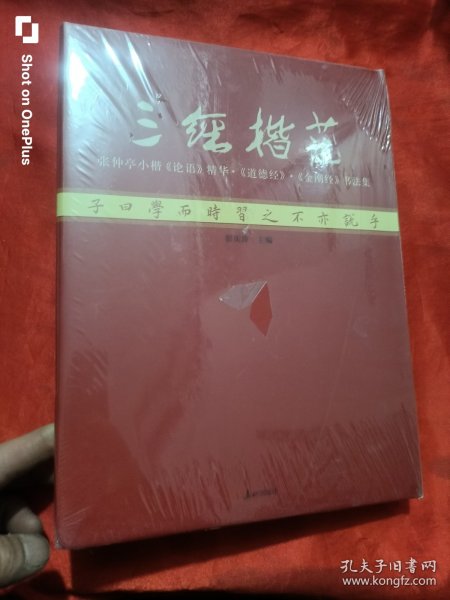 Shot on OnePlus
三经楷范
张仲亭小楷《论语》精华·《道德经》·《金刚经》书法集
子曰學而時習之不亦說乎
主编
孔夫子旧书网
www.kongfz.com